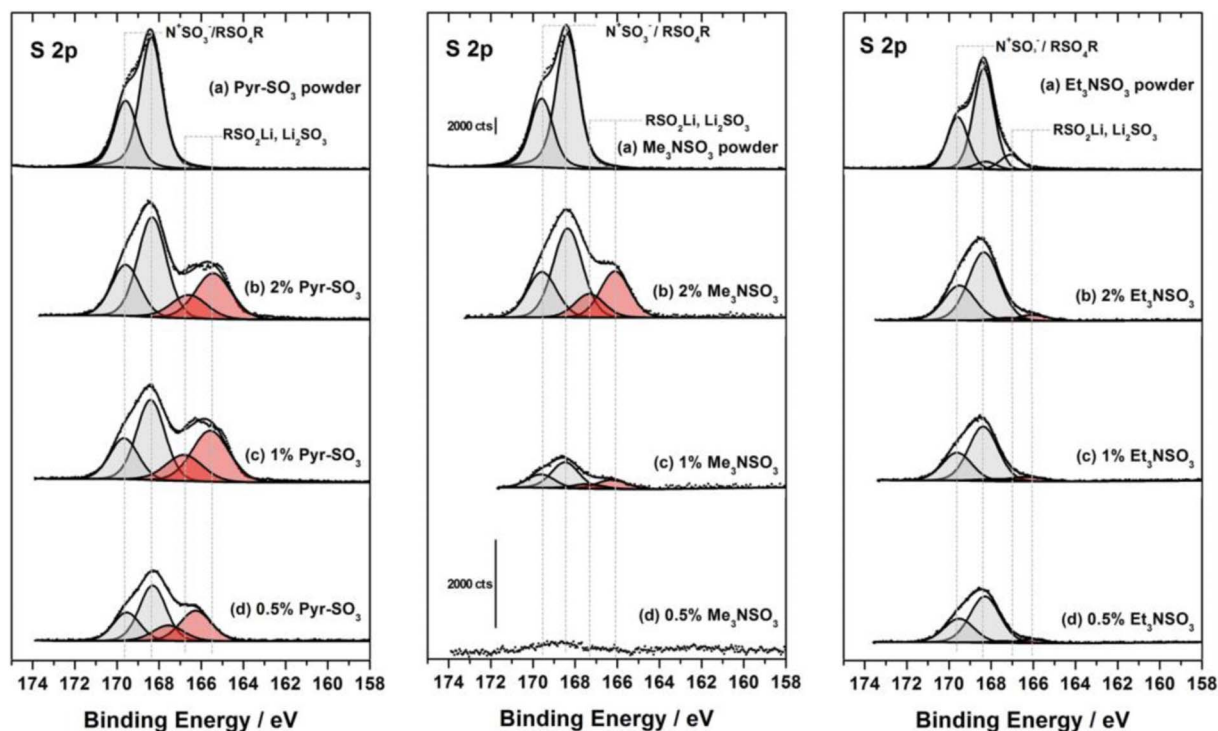 S 2p
N⁺SO₃⁻/RSO₄R
(a) Pyr-SO₃ powder
RSO₂Li, Li₂SO₃
(b) 2% Pyr-SO₃
(c) 1% Pyr-SO₃
(d) 0.5% Pyr-SO₃
174 172 170 168 166 164 162 160 158
Binding Energy / eV
S 2p
N⁺SO₃⁻/ RSO₄R
2000 cts
RSO₂Li, Li₂SO₃
(a) Me₃NSO₃ powder
(b) 2% Me₃NSO₃
(c) 1% Me₃NSO₃
2000 cts
(d) 0.5% Me₃NSO₃
174 172 170 168 166 164 162 160 158
Binding Energy / eV
S 2p
N⁺SO₃⁻/ RSO₄R
(a) Et₃NSO₃ powder
RSO₂Li, Li₂SO₃
(b) 2% Et₃NSO₃
(c) 1% Et₃NSO₃
(d) 0.5% Et₃NSO₃
174 172 170 168 166 164 162 160 158
Binding Energy / eV